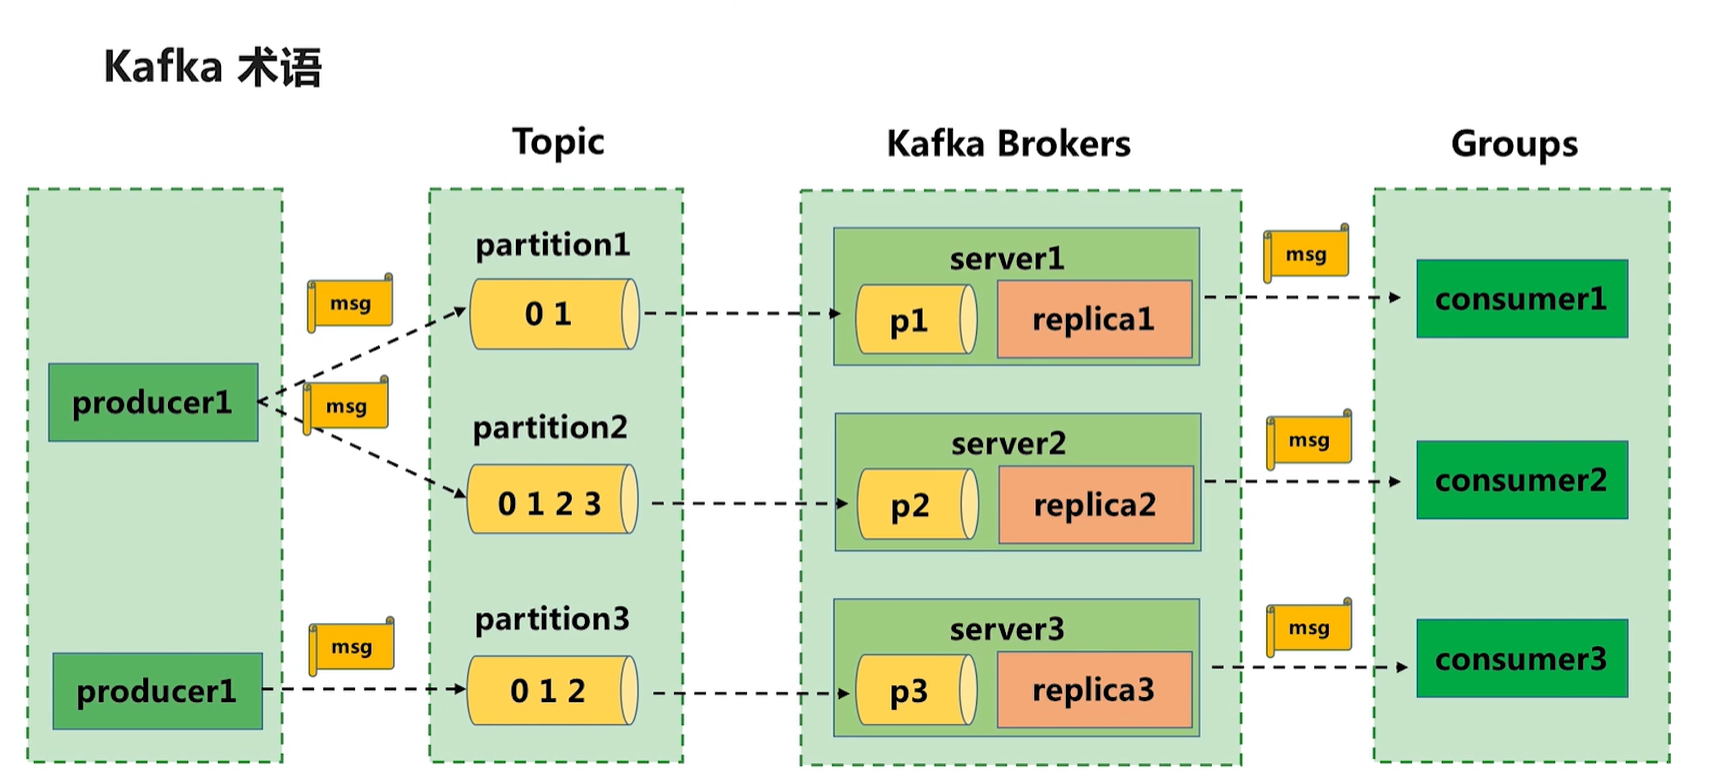 Kafka 术语
Topic
Kafka Brokers
Groups
producer1
msg
msg
producer1
msg
partition1
0 1
partition2
0 1 2 3
partition3
0 1 2
server1
p1
replica1
server2
p2
replica2
server3
p3
replica3
msg
msg
msg
consumer1
consumer2
consumer3